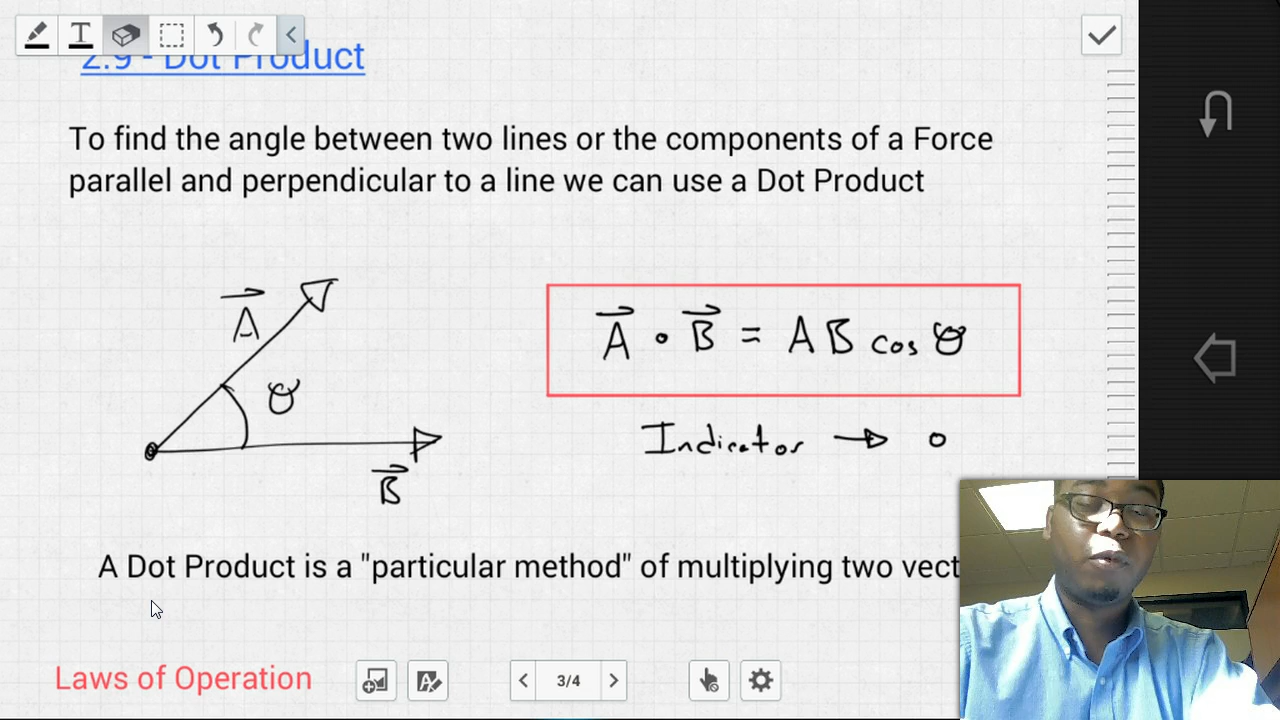 2.9 - Dot Product
To find the angle between two lines or the components of a Force
parallel and perpendicular to a line we can use a Dot Product
A
θ
B
A • B = A B cos θ
Indicator → •
A Dot Product is a "particular method" of multiplying two vect
Laws of Operation
3/4